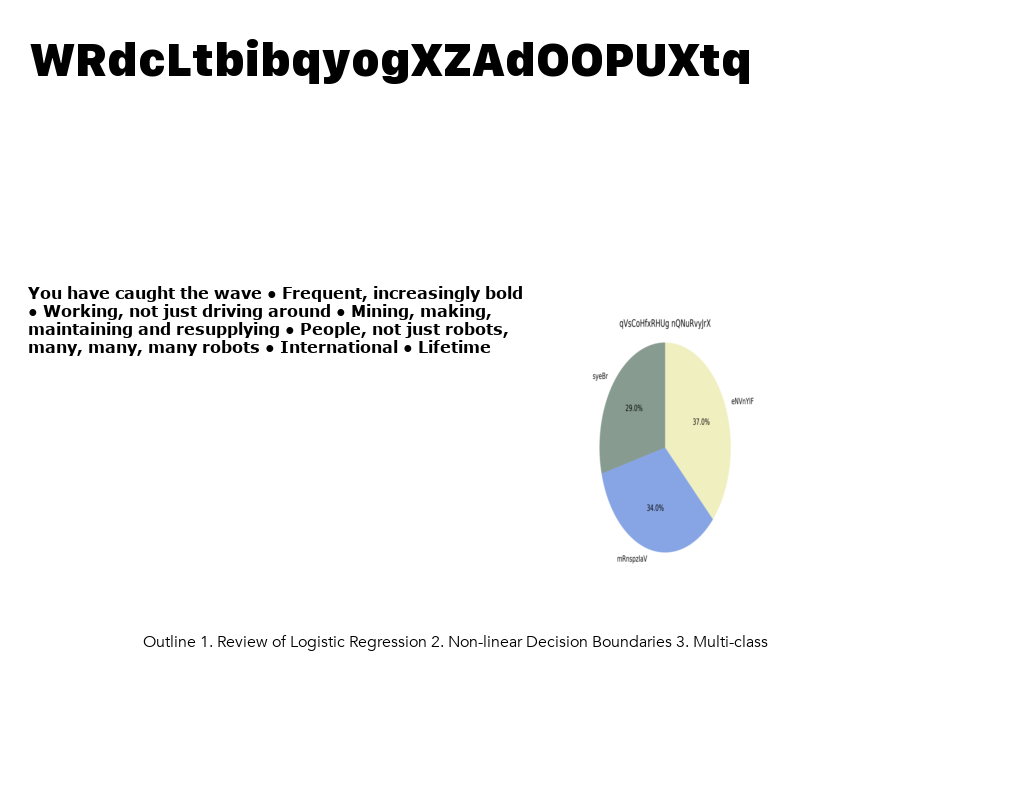 WRdcLtbibqyogXZAdOOPUXtq
You have caught the wave ● Frequent, increasingly bold
● Working, not just driving around ● Mining, making,
maintaining and resupplying ● People, not just robots,
many, many, many robots ● International ● Lifetime
qVsCoHfxRHUg nQNuRvyJrX
syeBr
29.0%
eNVnYlF
37.0%
34.0%
mRnspzlaV
Outline 1. Review of Logistic Regression 2. Non-linear Decision Boundaries 3. Multi-class